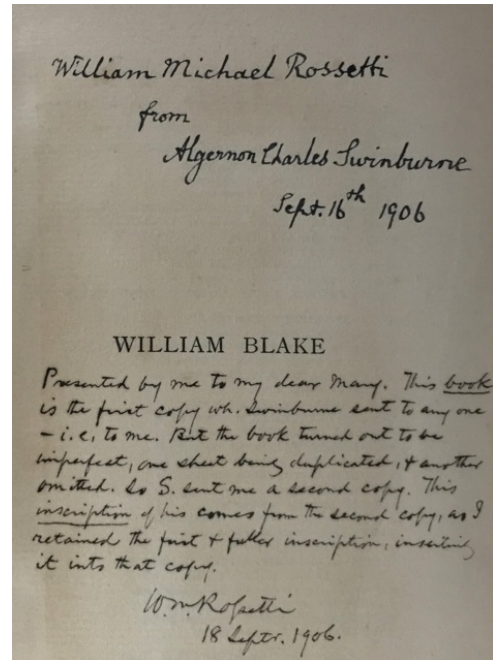 William Michael Rossetti
from
Algernon Charles Swinburne
Sept. 16th 1906
WILLIAM BLAKE
Presented by me to my dear Mary. This book
is the first copy wh. Swinburne sent to any one
– i.e, to me. But the book turned out to be
imperfect, one sheet being duplicated, & another
omitted. So S. sent me a second copy. This
inscription of his comes from the second copy, as I
retained the first & fuller inscription, inserting
it into that copy.
Wm. Rossetti
18 Septr. 1906.